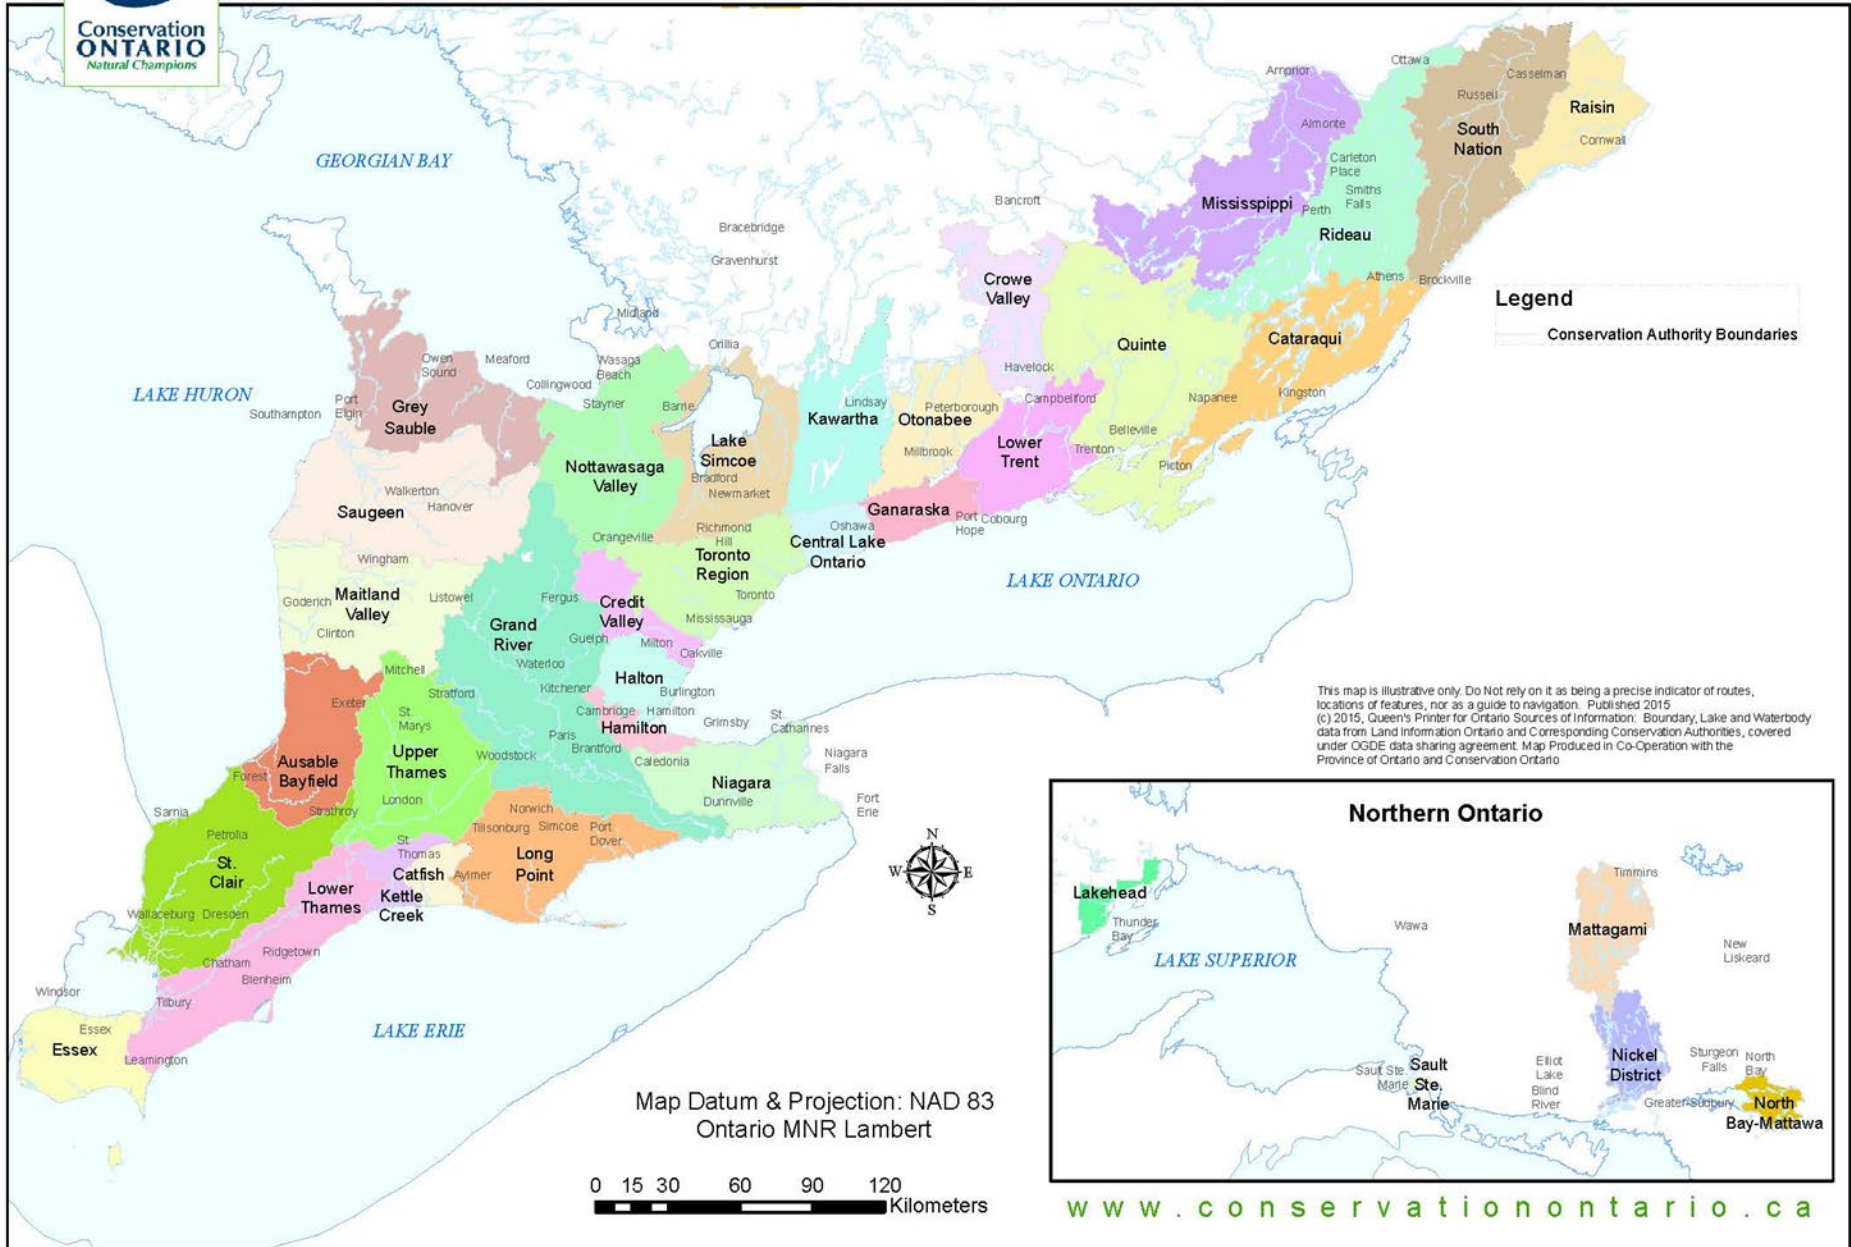 Conservation
ONTARIO
Natural Champions
GEORGIAN BAY
LAKE HURON
LAKE ONTARIO
LAKE ERIE
Arnprior
Ottawa
Casselman
Russell
South
Nation
Raisin
Cornwall
Almonte
Carleton
Place
Smiths
Falls
Mississippi
Perth
Rideau
Athens
Brockville
Bancroft
Bracebridge
Gravenhurst
Crowe
Valley
Quinte
Cataraqui
Havelock
Campbellford
Napanee
Kingston
Belleville
Trenton
Picton
Midland
Orillia
Wasaga
Beach
Collingwood
Stayner
Barrie
Owen
Sound
Meaford
Port
Elgin
Southampton
Grey
Sauble
Lindsay
Kawartha
Peterborough
Otonabee
Millbrook
Lower
Trent
Lake
Simcoe
Bradford
Newmarket
Nottawasaga
Valley
Walkerton
Hanover
Saugeen
Ganaraska
Port
Hope
Cobourg
Oshawa
Central Lake
Ontario
Richmond
Hill
Orangeville
Toronto
Region
Toronto
Mississauga
Wingham
Maitland
Valley
Goderich
Listowel
Clinton
Fergus
Credit
Valley
Grand
River
Guelph
Milton
Oakville
Waterloo
Halton
Kitchener
Burlington
Cambridge
Hamilton
Hamilton
Grimsby
St.
Catharines
Paris
Brantford
Caledonia
Niagara
Falls
Niagara
Dunnville
Fort
Erie
Mitchell
Stratford
Exeter
St.
Marys
Upper
Thames
Woodstock
London
Ausable
Bayfield
Forest
Strathroy
Sarnia
Petrolia
St.
Clair
Norwich
Tillsonburg
Simcoe
Port
Dover
Long
Point
St.
Thomas
Catfish
Aylmer
Kettle
Creek
Lower
Thames
Wallaceburg
Dresden
Ridgetown
Chatham
Blenheim
Tilbury
Windsor
Essex
Essex
Leamington
N
W
E
S
Legend
Conservation Authority Boundaries
This map is illustrative only. Do Not rely on it as being a precise indicator of routes,
locations of features, nor as a guide to navigation. Published 2015
(c) 2015, Queen's Printer for Ontario Sources of Information: Boundary, Lake and Waterbody
data from Land Information Ontario and Corresponding Conservation Authorities, covered
under OGDE data sharing agreement. Map Produced in Co-Operation with the
Province of Ontario and Conservation Ontario
Map Datum & Projection: NAD 83
Ontario MNR Lambert
0 15 30 60 90 120
Kilometers
Northern Ontario
Lakehead
Thunder
Bay
LAKE SUPERIOR
Wawa
Timmins
Mattagami
New
Liskeard
Sault Ste.
Marie
Sault
Ste.
Marie
Elliot
Lake
Blind
River
Nickel
District
Sturgeon
Falls
North
Bay
Greater-Sudbury
North
Bay-Mattawa
www.conservationontario.ca